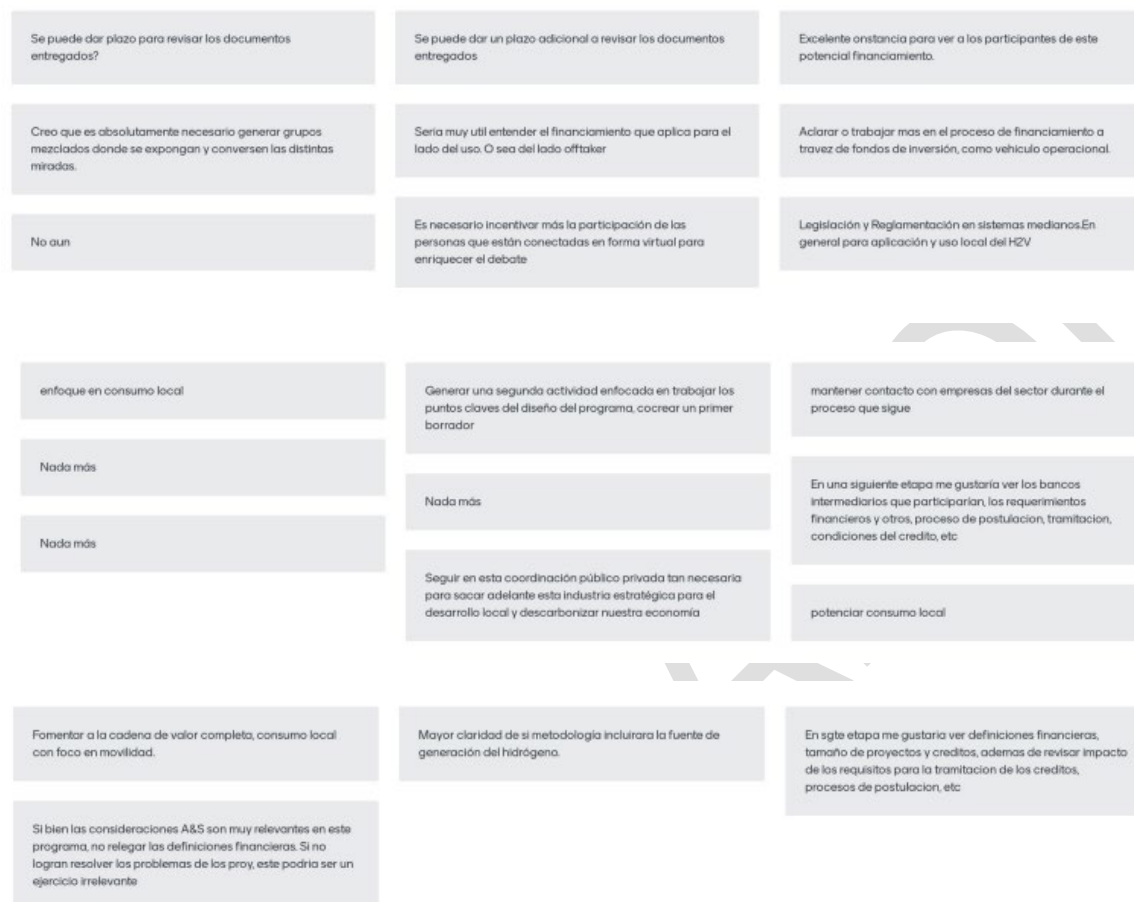 Se puede dar plazo para revisar los documentos
entregados?
Se puede dar un plazo adicional a revisar los documentos
entregados
Excelente onstancia para ver a los participantes de este
potencial financiamiento.
Creo que es absolutamente necesario generar grupos
mezclados donde se expongan y conversen las distintas
miradas.
Seria muy util entender el financiamiento que aplica para el
lado del uso. O sea del lado offtaker
Aclarar o trabajar mas en el proceso de financiamiento a
travez de fondos de inversión, como vehiculo operacional.
No aun
Es necesario incentivar más la participación de las
personas que están conectadas en forma virtual para
enriquecer el debate
Legislación y Reglamentación en sistemas medianos.En
general para aplicación y uso local del H2V
enfoque en consumo local
Generar una segunda actividad enfocada en trabajar los
puntos claves del diseño del programa, cocrear un primer
borrador
mantener contacto con empresas del sector durante el
proceso que sigue
Nada más
Nada más
En una siguiente etapa me gustaría ver los bancos
intermediarios que participarían, los requerimientos
financieros y otros, proceso de postulacion, tramitacion,
condiciones del credito, etc
Nada más
Seguir en esta coordinación público privada tan necesaria
para sacar adelante esta industria estratégica para el
desarrollo local y descarbonizar nuestra economía
potenciar consumo local
Fomentar a la cadena de valor completa, consumo local
con foco en movilidad.
Mayor claridad de si metodología incluirara la fuente de
generación del hidrógeno.
En sgte etapa me gustaria ver definiciones financieras,
tamaño de proyectos y creditos, ademas de revisar impacto
de los requisitos para la tramitacion de los creditos,
procesos de postulacion, etc
Si bien las consideraciones A&S son muy relevantes en este
programa, no relegar las definiciones financieras. Si no
logran resolver los problemas de los proy, este podria ser un
ejercicio irrelevante